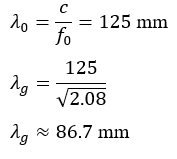 λ₀ = c/f₀ = 125 mm
λg = 125/√2.08
λg ≈ 86.7 mm